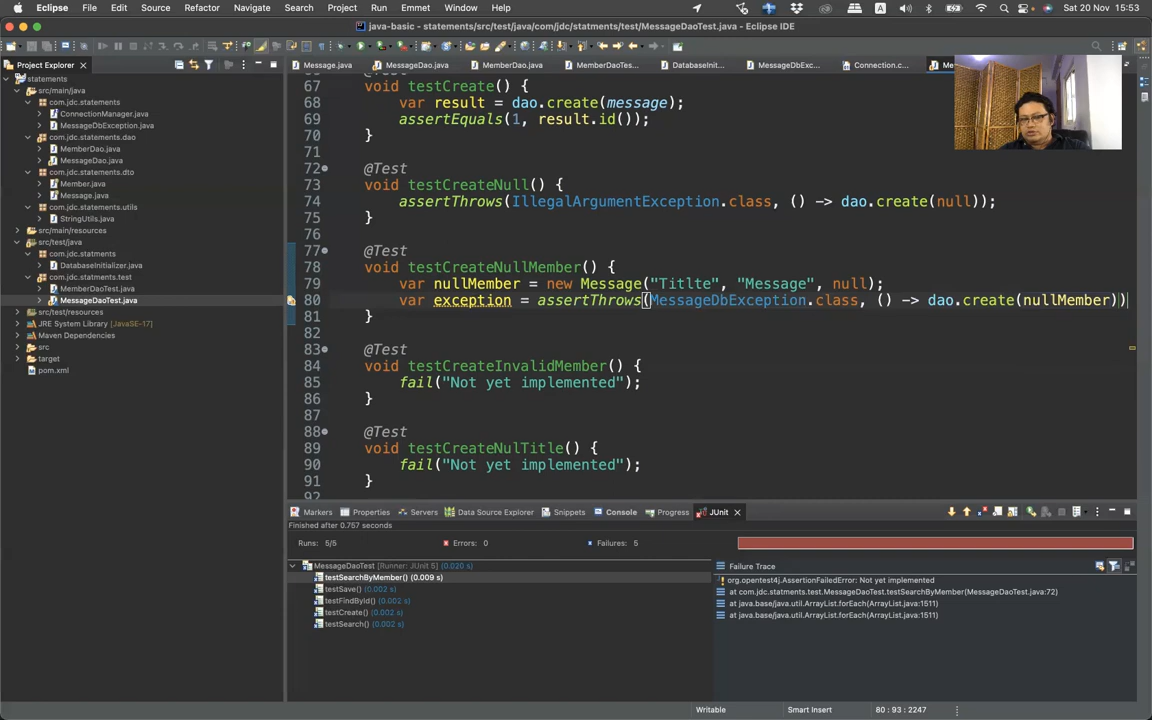 Eclipse File Edit Source Refactor Navigate Search Project Run Emmet Window Help A Sat 20 Nov 15:53
java-basic - statements/src/test/java/com/jdc/statments/test/MessageDaoTest.java - Eclipse IDE
Project Explorer
Message.java MessageDao.java MemberDao.java MemberDaoTes... DatabaseInitializ... MessageDbExc... Connection.c...
statements
src/main/java
com.jdc.statements
ConnectionManager.java
MessageDbException.java
com.jdc.statements.dao
MemberDao.java
MessageDao.java
com.jdc.statements.dto
Member.java
Message.java
com.jdc.statements.utils
StringUtils.java
src/main/resources
src/test/java
com.jdc.statments
DatabaseInitializer.java
com.jdc.statments.test
MemberDaoTest.java
MessageDaoTest.java
src/test/resources
JRE System Library [JavaSE-17]
Maven Dependencies
src
target
pom.xml
67 void testCreate() {
68 var result = dao.create(message);
69 assertEquals(1, result.id());
70 }
71
72 @Test
73 void testCreateNull() {
74 assertThrows(IllegalArgumentException.class, () -> dao.create(null));
75 }
76
77 @Test
78 void testCreateNullMember() {
79 var nullMember = new Message("Titlte", "Message", null);
80 var exception = assertThrows(MessageDbException.class, () -> dao.create(nullMember))
81 }
82
83 @Test
84 void testCreateInvalidMember() {
85 fail("Not yet implemented");
86 }
87
88 @Test
89 void testCreateNulTitle() {
90 fail("Not yet implemented");
91 }
92
Markers Properties Servers Data Source Explorer Snippets Console Progress JUnit
Finished after 0.757 seconds
Runs: 5/5 Errors: 0 Failures: 5
MessageDaoTest [Runner: JUnit 5] (0.020 s)
testSearchByMember() (0.009 s)
testSave() (0.002 s)
testFindById() (0.002 s)
testCreate() (0.002 s)
testSearch() (0.002 s)
Failure Trace
org.opentest4j.AssertionFailedError: Not yet implemented
at com.jdc.statements.test.MessageDaoTest.testSearchByMember(MessageDaoTest.java:72)
at java.base/java.util.ArrayList.forEach(ArrayList.java:1511)
at java.base/java.util.ArrayList.forEach(ArrayList.java:1511)
Writable Smart Insert 80 : 93 : 2247